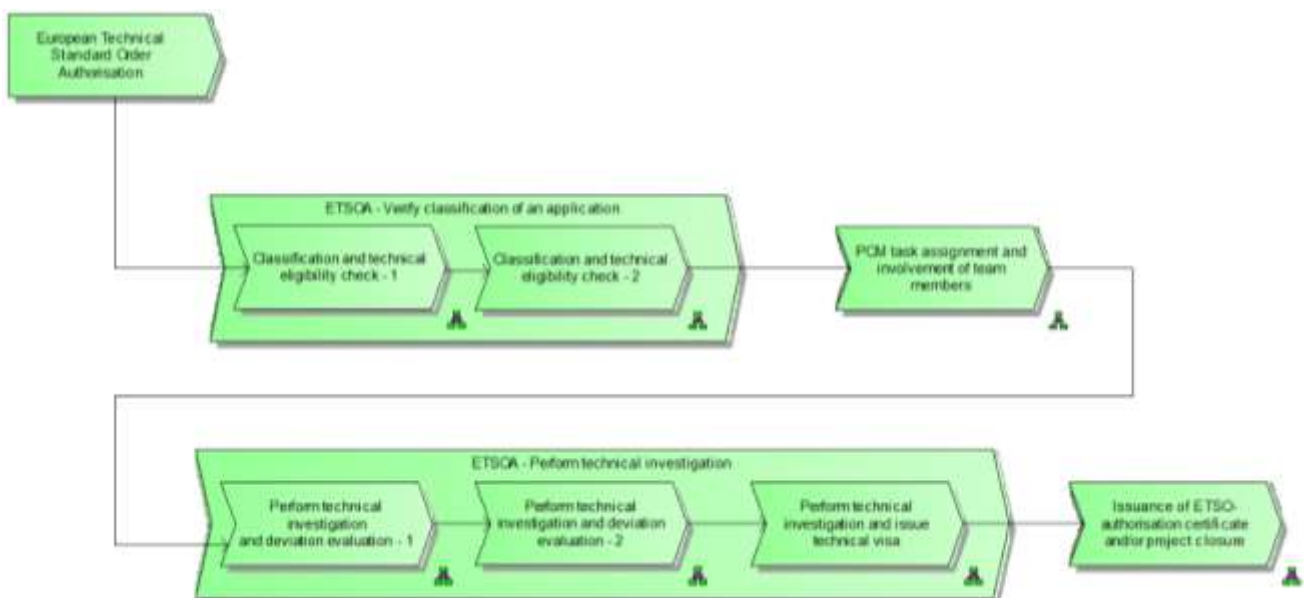 European Technical
Standard Order
Authorisation
ETSOA - Verify classification of an application
Classification and technical
eligibility check - 1
Classification and technical
eligibility check - 2
PCM task assignment and
involvement of team
members
ETSOA - Perform technical investigation
Perform technical
investigation
and deviation evaluation - 1
Perform technical
investigation and deviation
evaluation - 2
Perform technical
investigation and issue
technical visa
Issuance of ETSO-
authorisation certificate
and/or project closure